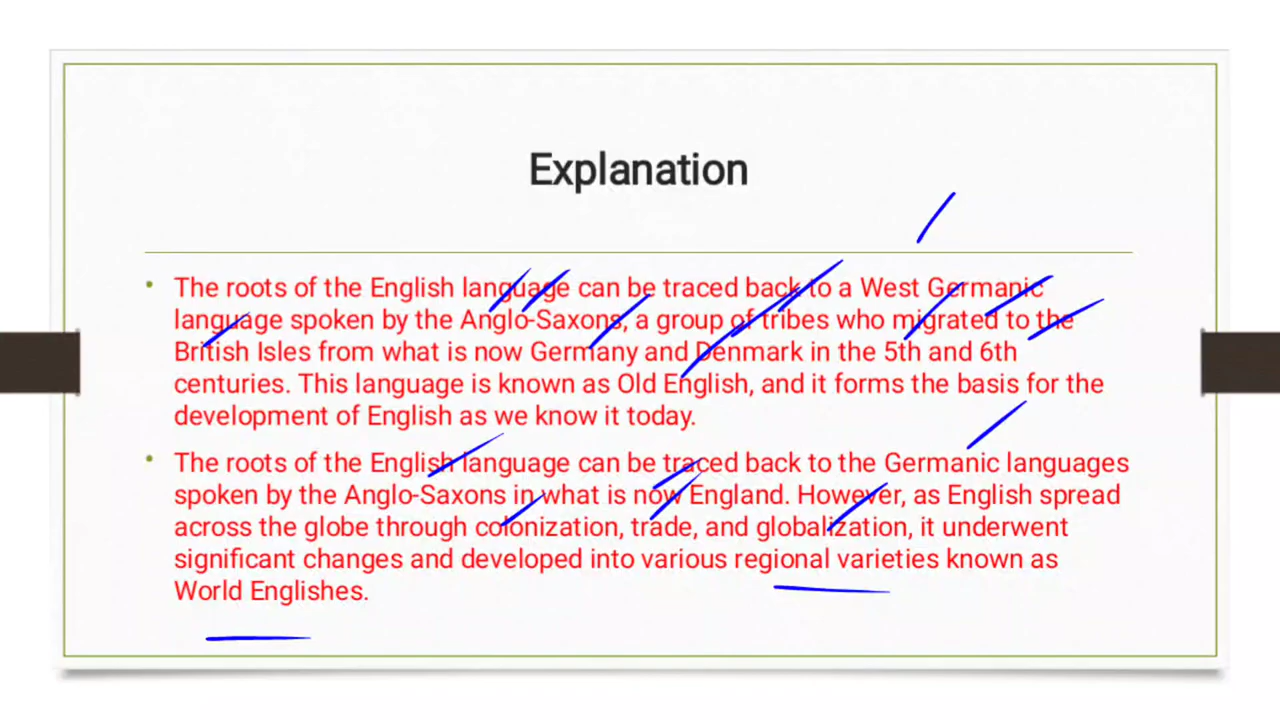 Explanation
• The roots of the English language can be traced back to a West Germanic
language spoken by the Anglo-Saxons, a group of tribes who migrated to the
British Isles from what is now Germany and Denmark in the 5th and 6th
centuries. This language is known as Old English, and it forms the basis for the
development of English as we know it today.
• The roots of the English language can be traced back to the Germanic languages
spoken by the Anglo-Saxons in what is now England. However, as English spread
across the globe through colonization, trade, and globalization, it underwent
significant changes and developed into various regional varieties known as
World Englishes.